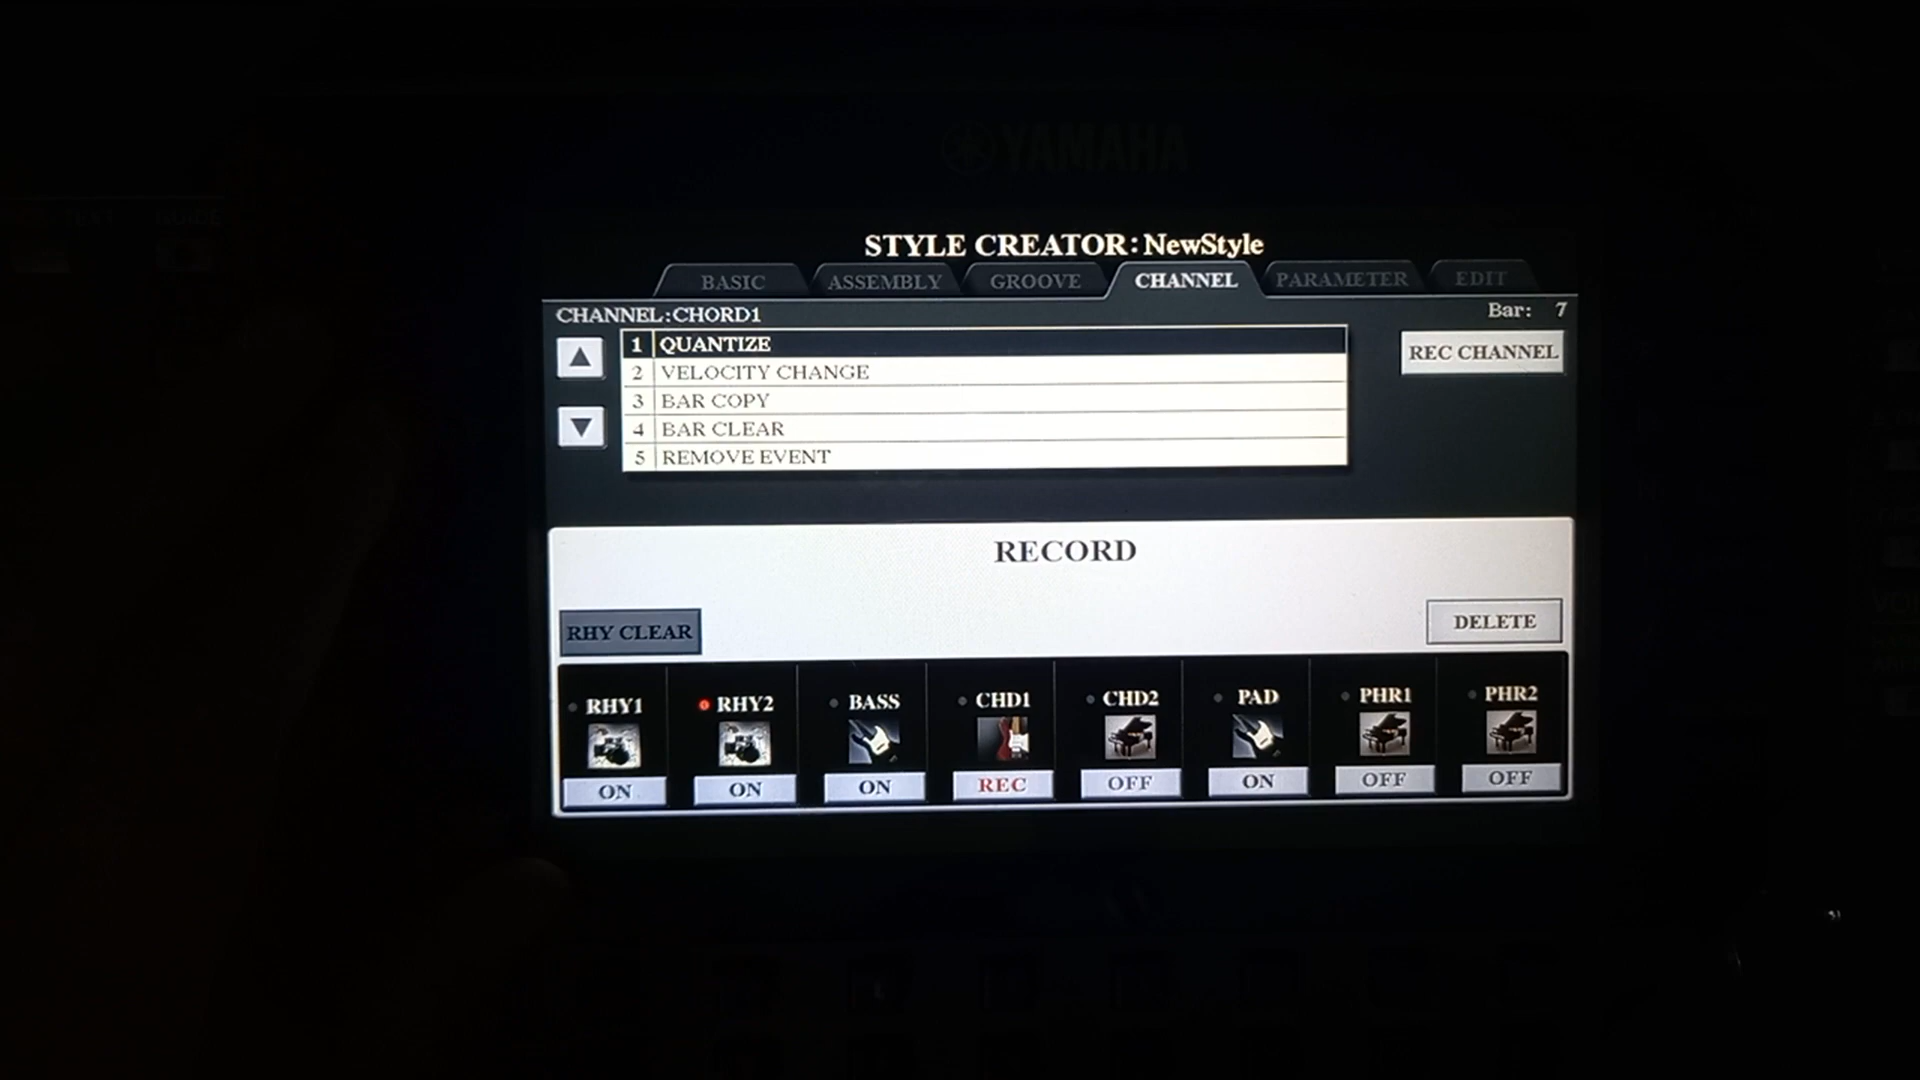 YAMAHA
STYLE CREATOR: NewStyle
BASIC ASSEMBLY GROOVE CHANNEL PARAMETER EDIT
CHANNEL:CHORD1 Bar: 7
1 QUANTIZE
2 VELOCITY CHANGE
3 BAR COPY
4 BAR CLEAR
5 REMOVE EVENT
REC CHANNEL
RECORD
RHY CLEAR DELETE
RHY1 RHY2 BASS CHD1 CHD2 PAD PHR1 PHR2
ON ON ON REC OFF ON OFF OFF